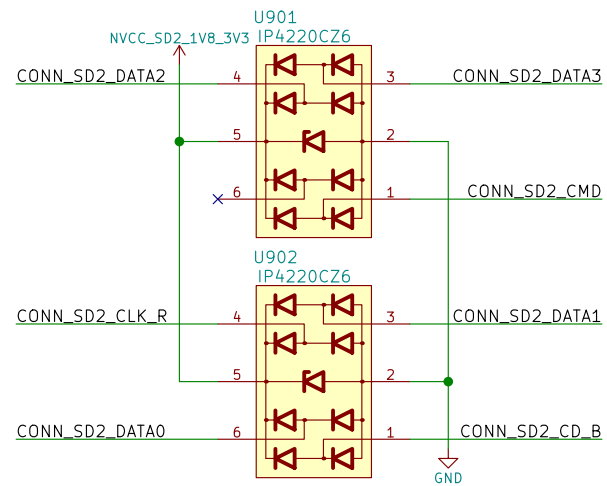 U901
NVCC_SD2_1V8_3V3
IP4220CZ6
CONN_SD2_DATA2
4
3
CONN_SD2_DATA3
5
2
6
1
CONN_SD2_CMD
U902
IP4220CZ6
CONN_SD2_CLK_R
4
3
CONN_SD2_DATA1
5
2
CONN_SD2_DATA0
6
1
CONN_SD2_CD_B
GND